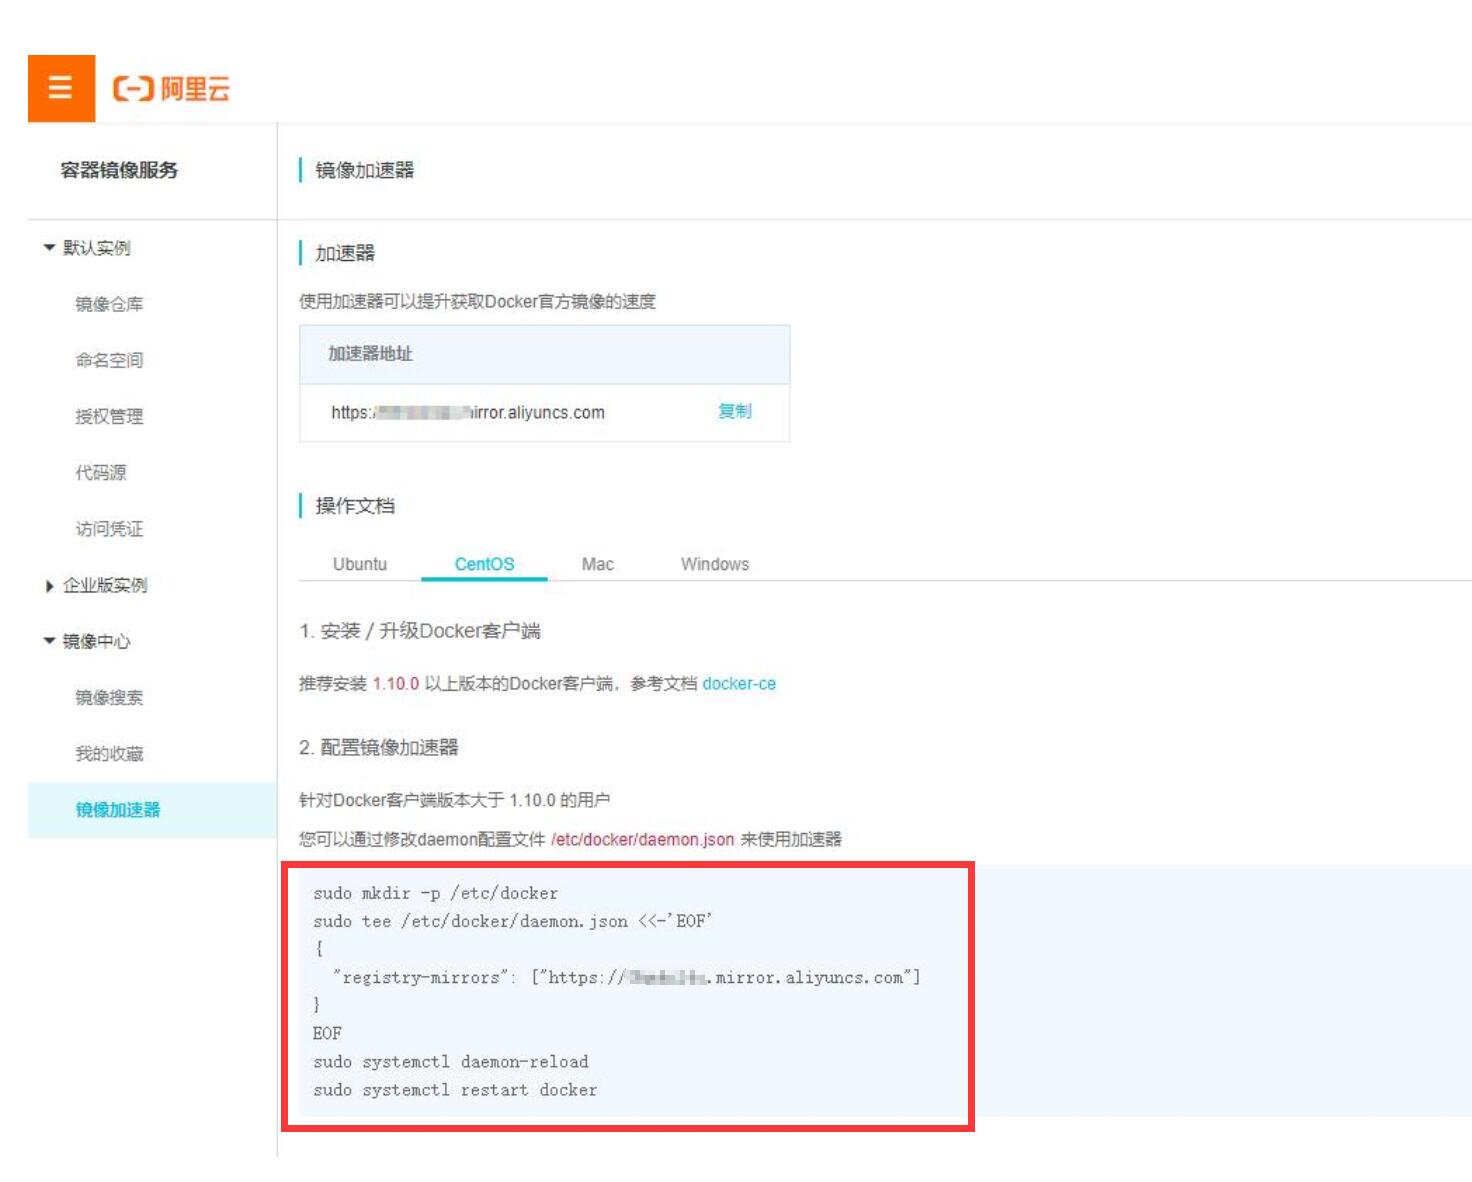 阿里云
容器镜像服务
镜像加速器
默认实例
镜像仓库
命名空间
授权管理
代码源
访问凭证
企业版实例
镜像中心
镜像搜索
我的收藏
镜像加速器
加速器
使用加速器可以提升获取Docker官方镜像的速度
加速器地址
https:/ irror.aliyuncs.com 复制
操作文档
Ubuntu CentOS Mac Windows
1. 安装 / 升级Docker客户端
推荐安装 1.10.0 以上版本的Docker客户端，参考文档 docker-ce
2. 配置镜像加速器
针对Docker客户端版本大于 1.10.0 的用户
您可以通过修改daemon配置文件 /etc/docker/daemon.json 来使用加速器
sudo mkdir -p /etc/docker
sudo tee /etc/docker/daemon.json <<-'EOF'
{
"registry-mirrors": ["https:// .mirror.aliyuncs.com"]
}
EOF
sudo systemctl daemon-reload
sudo systemctl restart docker